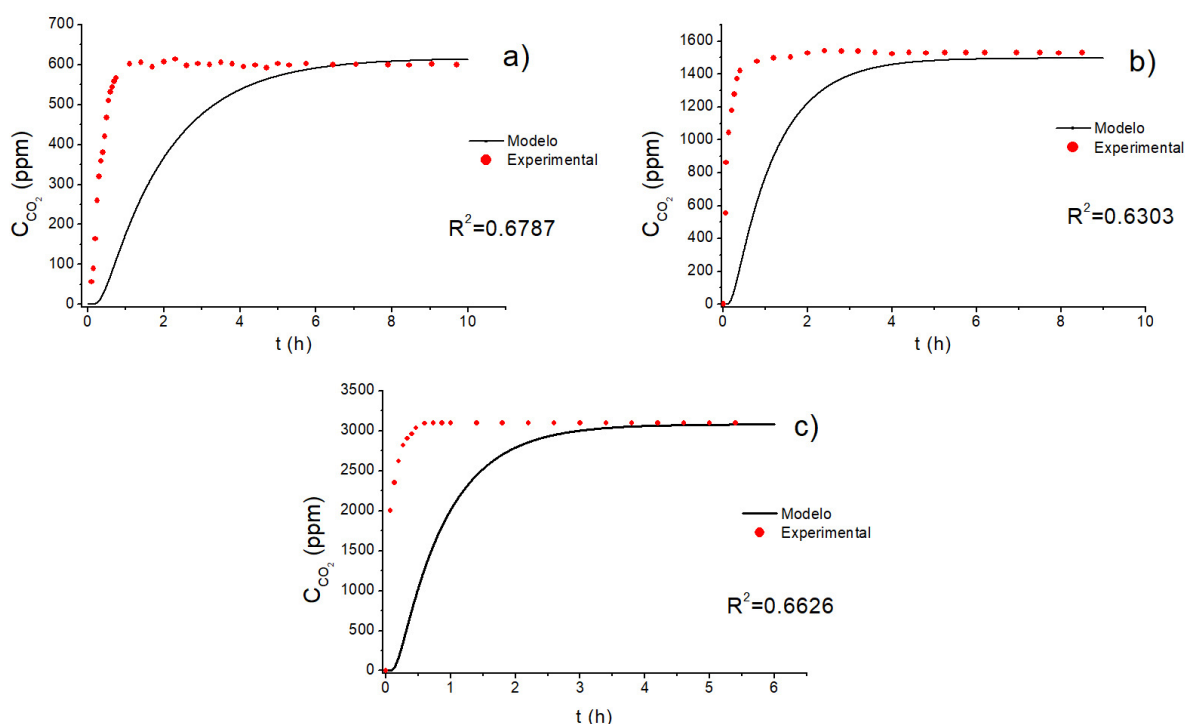 a)
700
600
500
400
300
200
100
0
C_CO₂ (ppm)
Modelo
Experimental
R²=0.6787
0 2 4 6 8 10
t (h)
b)
1600
1400
1200
1000
800
600
400
200
0
C_CO₂ (ppm)
Modelo
Experimental
R²=0.6303
0 2 4 6 8 10
t (h)
c)
3500
3000
2500
2000
1500
1000
500
0
C_CO₂ (ppm)
Modelo
Experimental
R²=0.6626
0 1 2 3 4 5 6
t (h)